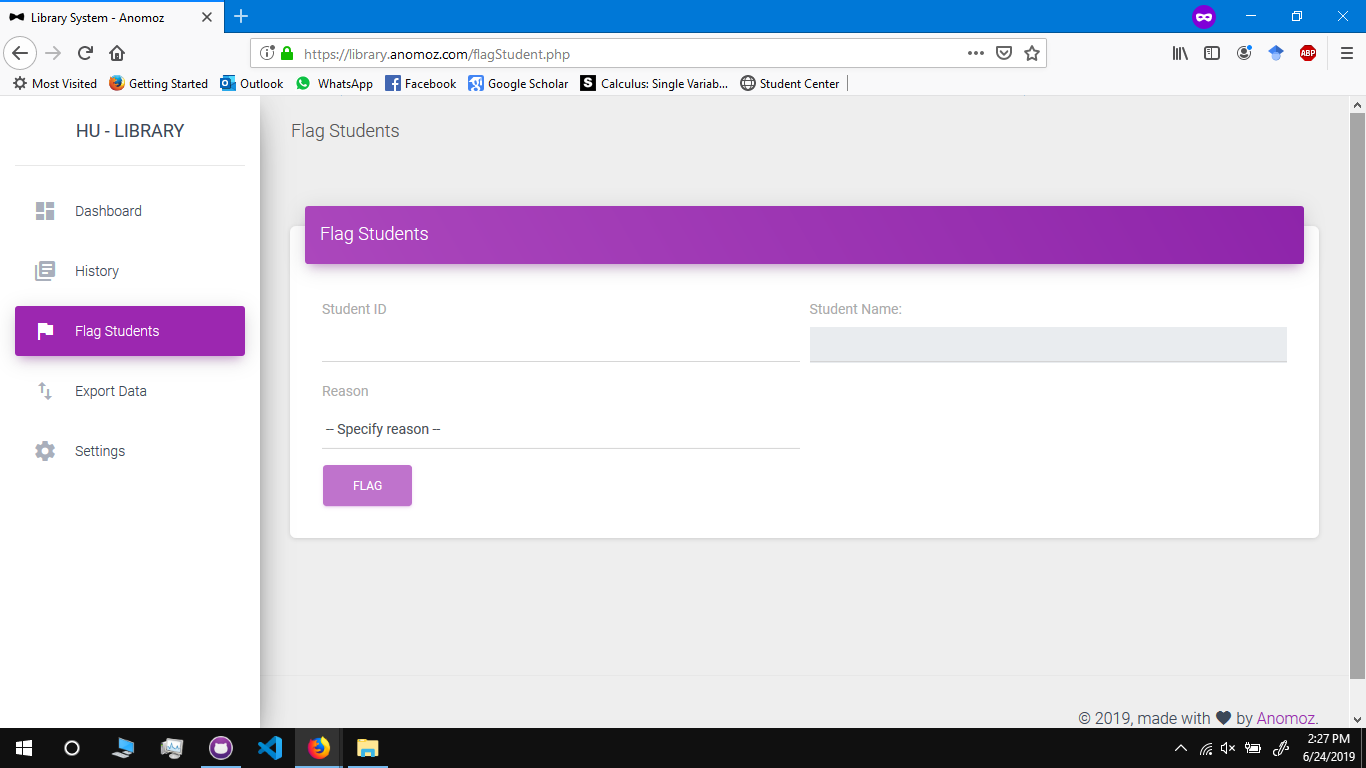 Library System - Anomoz
https://library.anomoz.com/flagStudent.php
ABP
Most Visited Getting Started Outlook WhatsApp Facebook Google Scholar Calculus: Single Variab... Student Center
HU - LIBRARY
Dashboard
History
Flag Students
Export Data
Settings
Flag Students
Flag Students
Student ID
Student Name:
Reason
-- Specify reason --
FLAG
© 2019, made with ♥ by Anomoz.
2:27 PM
6/24/2019